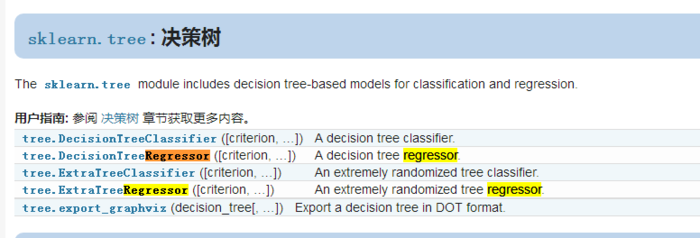 sklearn.tree: 决策树
The sklearn.tree module includes decision tree-based models for classification and regression.
用户指南: 参阅 决策树 章节获取更多内容。
tree.DecisionTreeClassifier ([criterion, ...]) A decision tree classifier.
tree.DecisionTreeRegressor ([criterion, ...]) A decision tree regressor.
tree.ExtraTreeClassifier ([criterion, ...]) An extremely randomized tree classifier.
tree.ExtraTreeRegressor ([criterion, ...]) An extremely randomized tree regressor.
tree.export_graphviz (decision_tree[, ...]) Export a decision tree in DOT format.